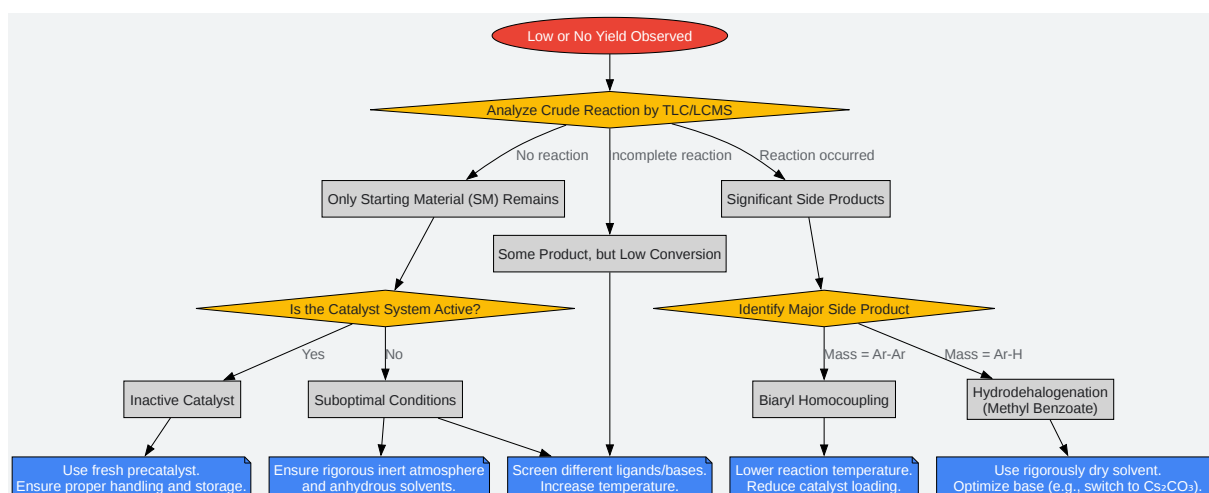 Low or No Yield Observed
Analyze Crude Reaction by TLC/LCMS
No reaction
Incomplete reaction
Reaction occurred
Only Starting Material (SM) Remains
Significant Side Products
Some Product, but Low Conversion
Is the Catalyst System Active?
Identify Major Side Product
Yes
No
Mass = Ar-Ar
Mass = Ar-H
Inactive Catalyst
Suboptimal Conditions
Biaryl Homocoupling
Hydrodehalogenation
(Methyl Benzoate)
Use fresh precatalyst.
Ensure proper handling and storage.
Ensure rigorous inert atmosphere
and anhydrous solvents.
Screen different ligands/bases.
Increase temperature.
Lower reaction temperature.
Reduce catalyst loading.
Use rigorously dry solvent.
Optimize base (e.g., switch to Cs₂CO₃).